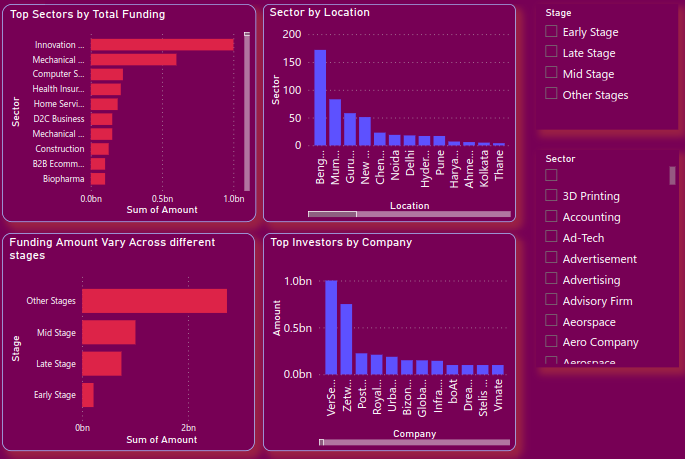 Top Sectors by Total Funding
Sector
Innovation ...
Mechanical ...
Computer S...
Health Insur...
Home Servi...
D2C Business
Mechanical ...
Construction
B2B Ecomm...
Biopharma
0.0bn 0.5bn 1.0bn
Sum of Amount
Sector by Location
Sector
200
150
100
50
0
Beng... Mum... Guru... New ... Chen... Noida Delhi Hyder... Pune Harya... Ahme... Kolkata Thane
Location
Stage
Early Stage
Late Stage
Mid Stage
Other Stages
Sector
3D Printing
Accounting
Ad-Tech
Advertisement
Advertising
Advisory Firm
Aeorspace
Aero Company
Aerospace
Funding Amount Vary Across different
stages
Stage
Other Stages
Mid Stage
Late Stage
Early Stage
0bn 2bn
Sum of Amount
Top Investors by Company
Amount
1.0bn
0.5bn
0.0bn
VerSe... Zetw... Post... Royal... Urba... Bizon... Globa... Infra... boAt Drea... Stelis ... Vmate
Company